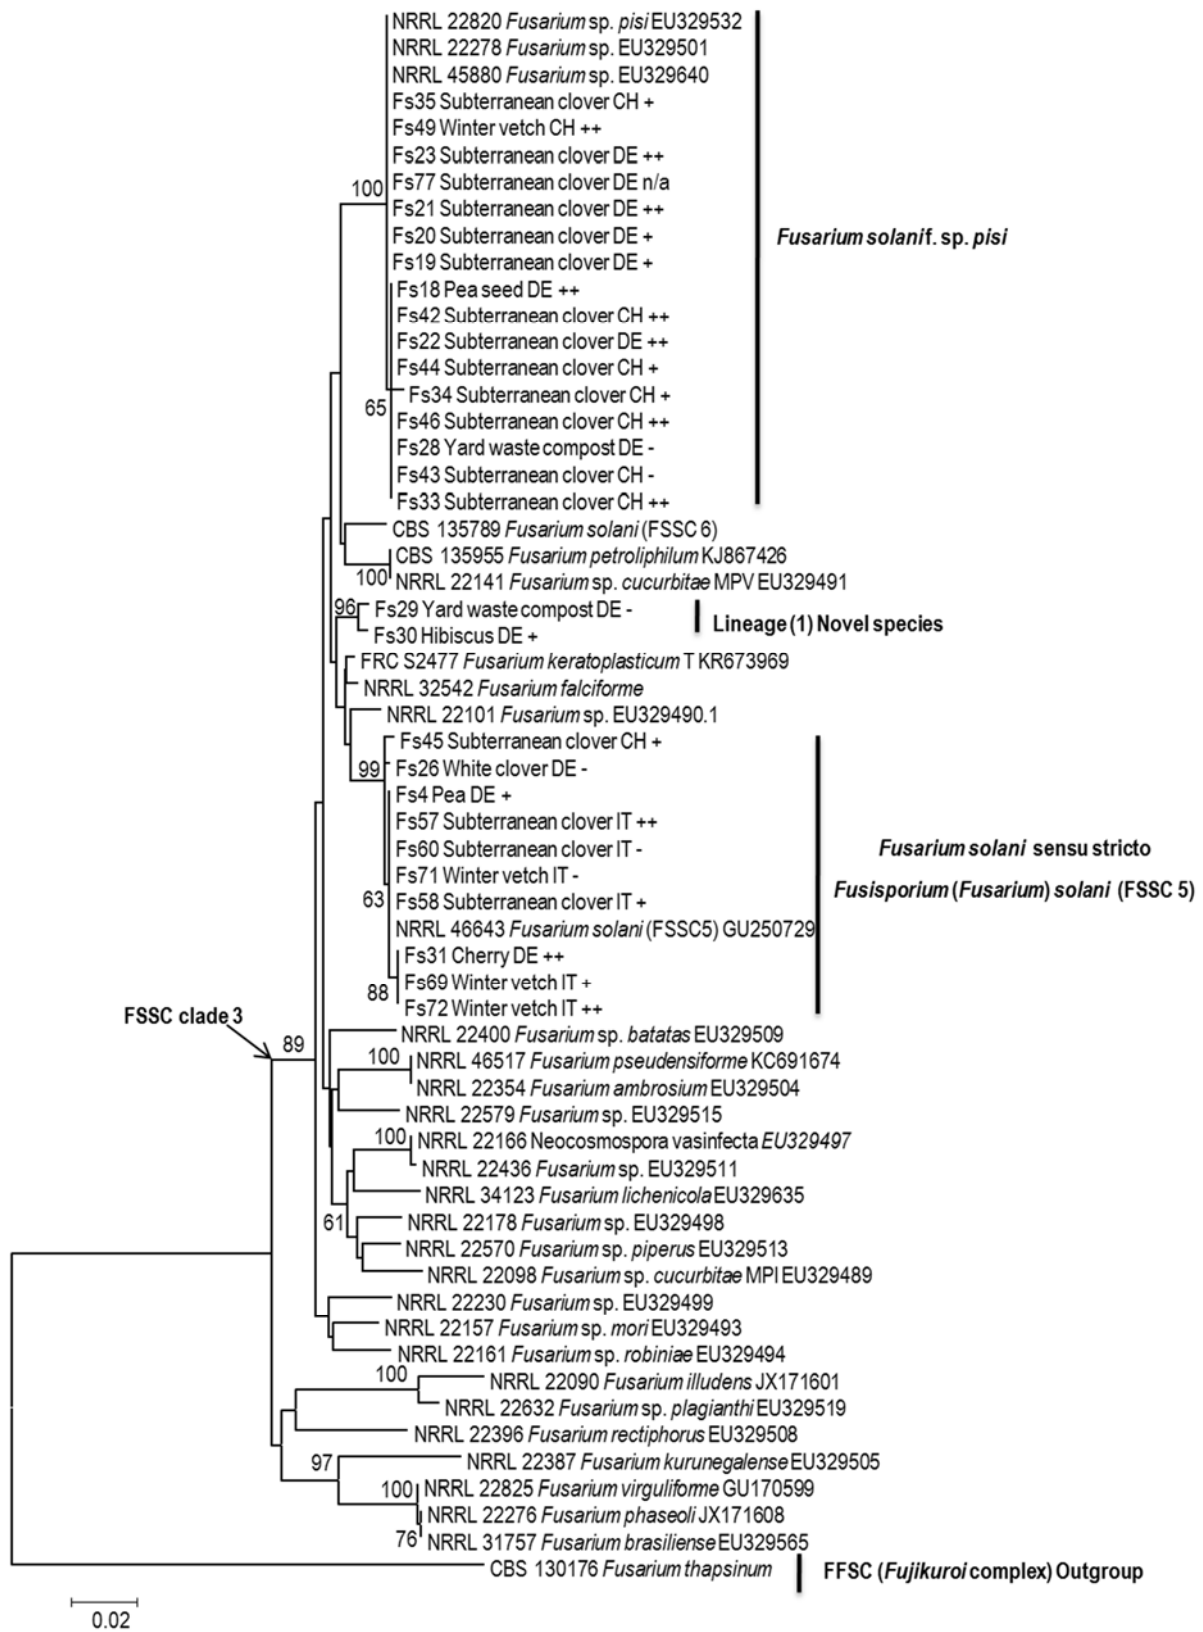 NRRL 22820 Fusarium sp. pisi EU329532
NRRL 22278 Fusarium sp. EU329501
NRRL 45880 Fusarium sp. EU329640
Fs35 Subterranean clover CH +
Fs49 Winter vetch CH ++
Fs23 Subterranean clover DE ++
100
Fs77 Subterranean clover DE n/a
Fs21 Subterranean clover DE ++
Fs20 Subterranean clover DE +
Fusarium solani f. sp. pisi
Fs19 Subterranean clover DE +
Fs18 Pea seed DE ++
Fs42 Subterranean clover CH ++
Fs22 Subterranean clover DE ++
Fs44 Subterranean clover CH +
Fs34 Subterranean clover CH +
65
Fs46 Subterranean clover CH ++
Fs28 Yard waste compost DE -
Fs43 Subterranean clover CH -
Fs33 Subterranean clover CH ++
CBS 135789 Fusarium solani (FSSC 6)
CBS 135955 Fusarium petroliphilum KJ867426
100
NRRL 22141 Fusarium sp. cucurbitae MPV EU329491
96
Fs29 Yard waste compost DE -
Lineage (1) Novel species
Fs30 Hibiscus DE +
FRC S2477 Fusarium keratoplasticum T KR673969
NRRL 32542 Fusarium falciforme
NRRL 22101 Fusarium sp. EU329490.1
Fs45 Subterranean clover CH +
99
Fs26 White clover DE -
Fs4 Pea DE +
Fs57 Subterranean clover IT ++
Fs60 Subterranean clover IT -
Fusarium solani sensu stricto
Fs71 Winter vetch IT -
Fusisporium (Fusarium) solani (FSSC 5)
63
Fs58 Subterranean clover IT +
NRRL 46643 Fusarium solani (FSSC5) GU250729
Fs31 Cherry DE ++
Fs69 Winter vetch IT +
88
Fs72 Winter vetch IT ++
FSSC clade 3
NRRL 22400 Fusarium sp. batatas EU329509
89
100
NRRL 46517 Fusarium pseudensiforme KC691674
NRRL 22354 Fusarium ambrosium EU329504
NRRL 22579 Fusarium sp. EU329515
100
NRRL 22166 Neocosmospora vasinfecta EU329497
NRRL 22436 Fusarium sp. EU329511
NRRL 34123 Fusarium lichenicola EU329635
61
NRRL 22178 Fusarium sp. EU329498
NRRL 22570 Fusarium sp. piperus EU329513
NRRL 22098 Fusarium sp. cucurbitae MPI EU329489
NRRL 22230 Fusarium sp. EU329499
NRRL 22157 Fusarium sp. mori EU329493
NRRL 22161 Fusarium sp. robiniae EU329494
100
NRRL 22090 Fusarium illudens JX171601
NRRL 22632 Fusarium sp. plagianthi EU329519
NRRL 22396 Fusarium rectiphorus EU329508
97
NRRL 22387 Fusarium kurunegalense EU329505
100
NRRL 22825 Fusarium virguliforme GU170599
NRRL 22276 Fusarium phaseoli JX171608
76
NRRL 31757 Fusarium brasiliense EU329565
CBS 130176 Fusarium thapsinum
FFSC (Fujikuroi complex) Outgroup
0.02